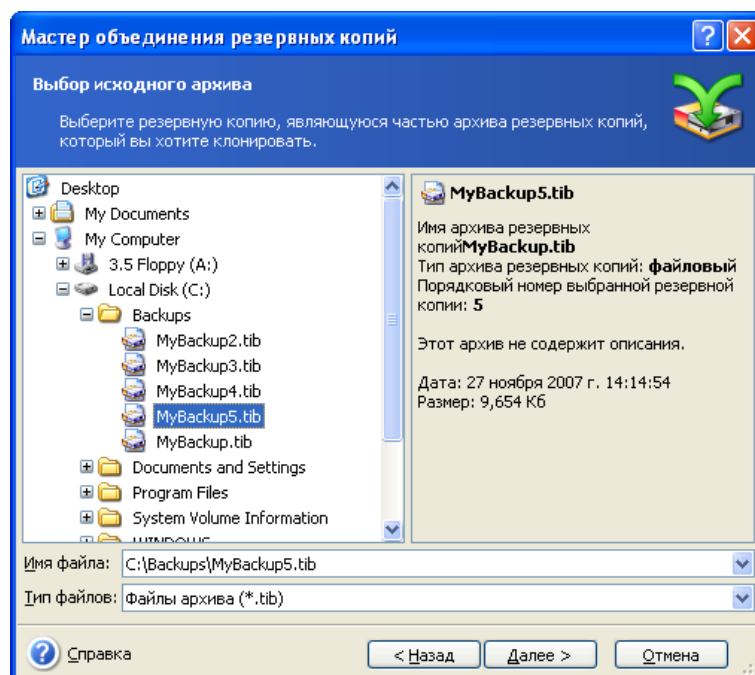 Мастер объединения резервных копий
Выбор исходного архива
Выберите резервную копию, являющуюся частью архива резервных копий,
который вы хотите клонировать.
Desktop
My Documents
My Computer
3.5 Floppy (A:)
Local Disk (C:)
Backups
MyBackup2.tib
MyBackup3.tib
MyBackup4.tib
MyBackup5.tib
MyBackup.tib
Documents and Settings
Program Files
System Volume Information
WINDOWS
MyBackup5.tib
Имя архива резервных
копийMyBackup.tib
Тип архива резервных копий: файловый
Порядковый номер выбранной резервной
копии: 5
Этот архив не содержит описания.
Дата: 27 ноября 2007 г. 14:14:54
Размер: 9,654 Кб
Имя файла: C:\Backups\MyBackup5.tib
Тип файлов: Файлы архива (*.tib)
Справка
< Назад
Далее >
Отмена